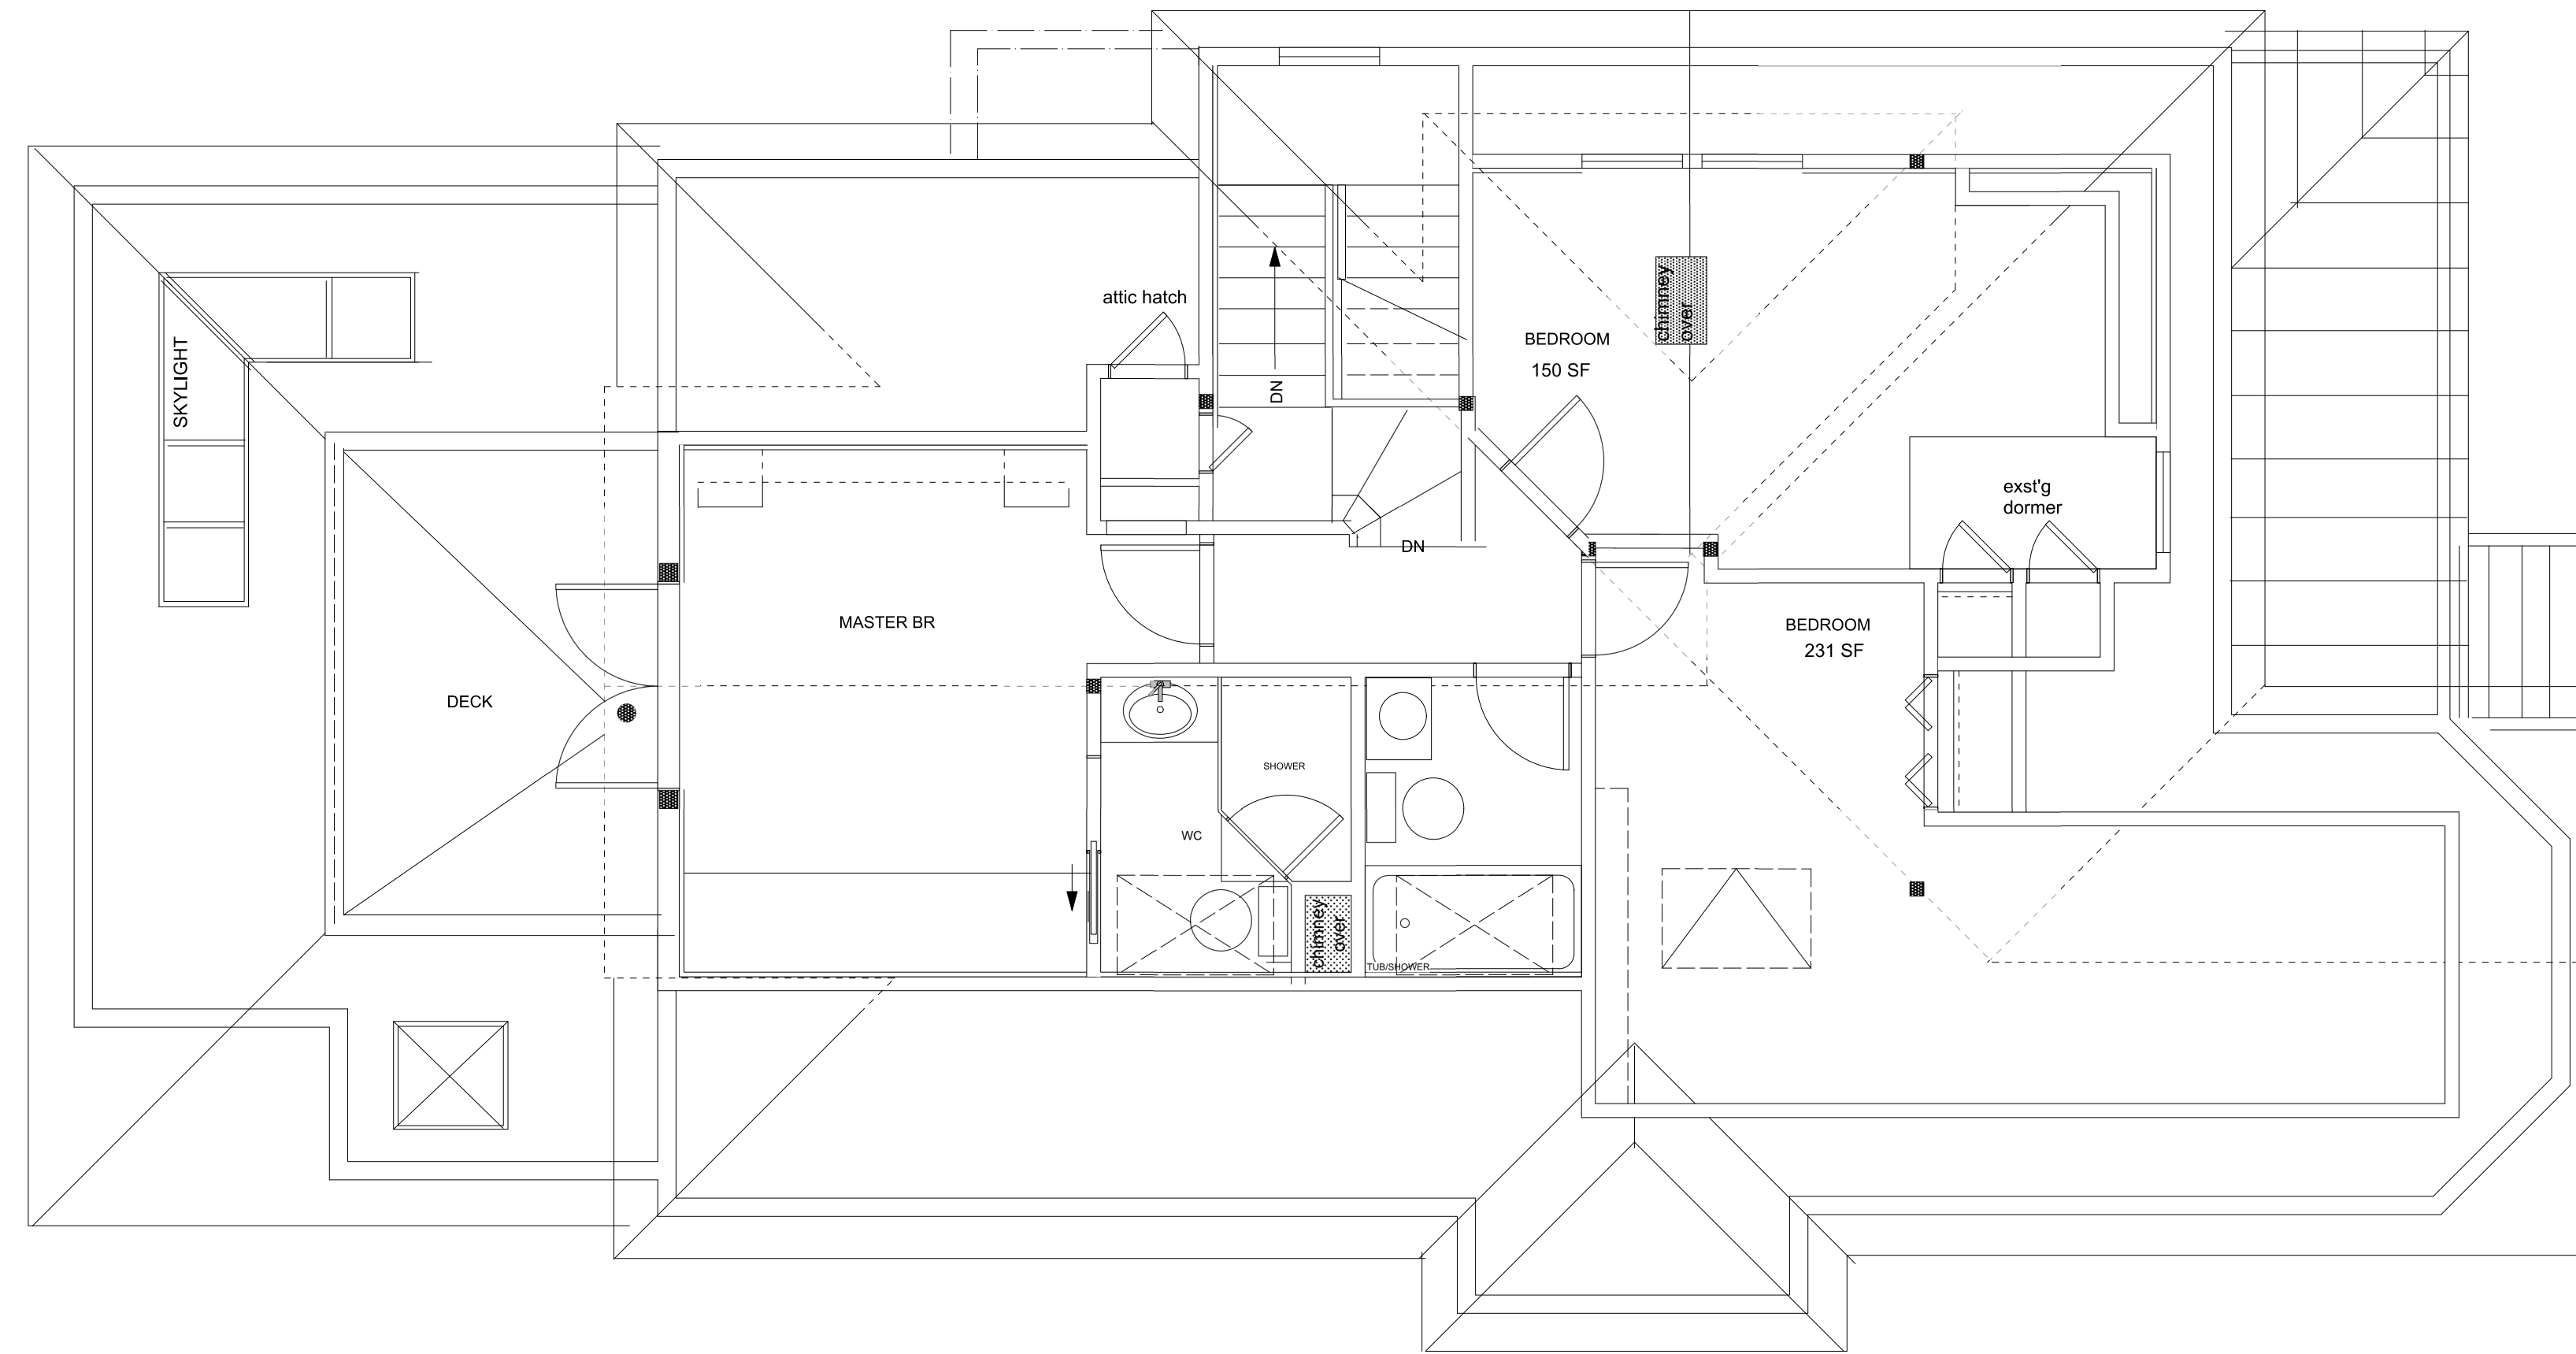 SKYLIGHT
DECK
MASTER BR
attic hatch
DN
DN
BEDROOM
150 SF
chimney
over
exst'g
dormer
BEDROOM
231 SF
SHOWER
WC
chimney
over
TUB/SHOWER